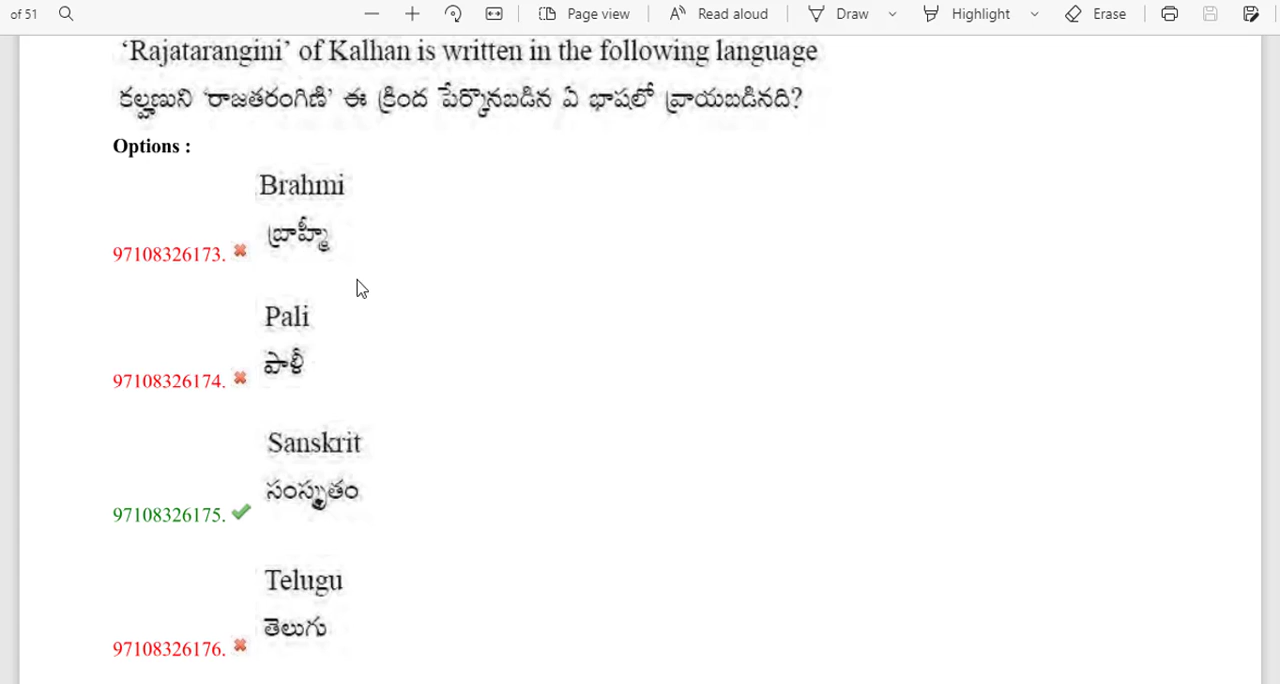 of 51 Page view Read aloud Draw Highlight Erase
‘Rajatarangini’ of Kalhan is written in the following language
కల్హణుని ‘రాజతరంగిణి’ ఈ క్రింద పేర్కొనబడిన ఏ భాషలో వ్రాయబడినది?
Options :
Brahmi
బ్రాహ్మీ
97108326173.
Pali
పాళీ
97108326174.
Sanskrit
సంస్కృతం
97108326175.
Telugu
తెలుగు
97108326176.